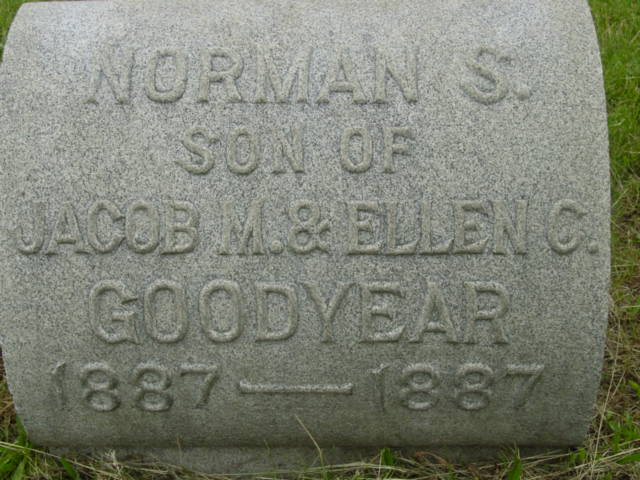 NORMAN S.
SON OF
JACOB M. & ELLEN C.
GOODYEAR
1887 — 1887